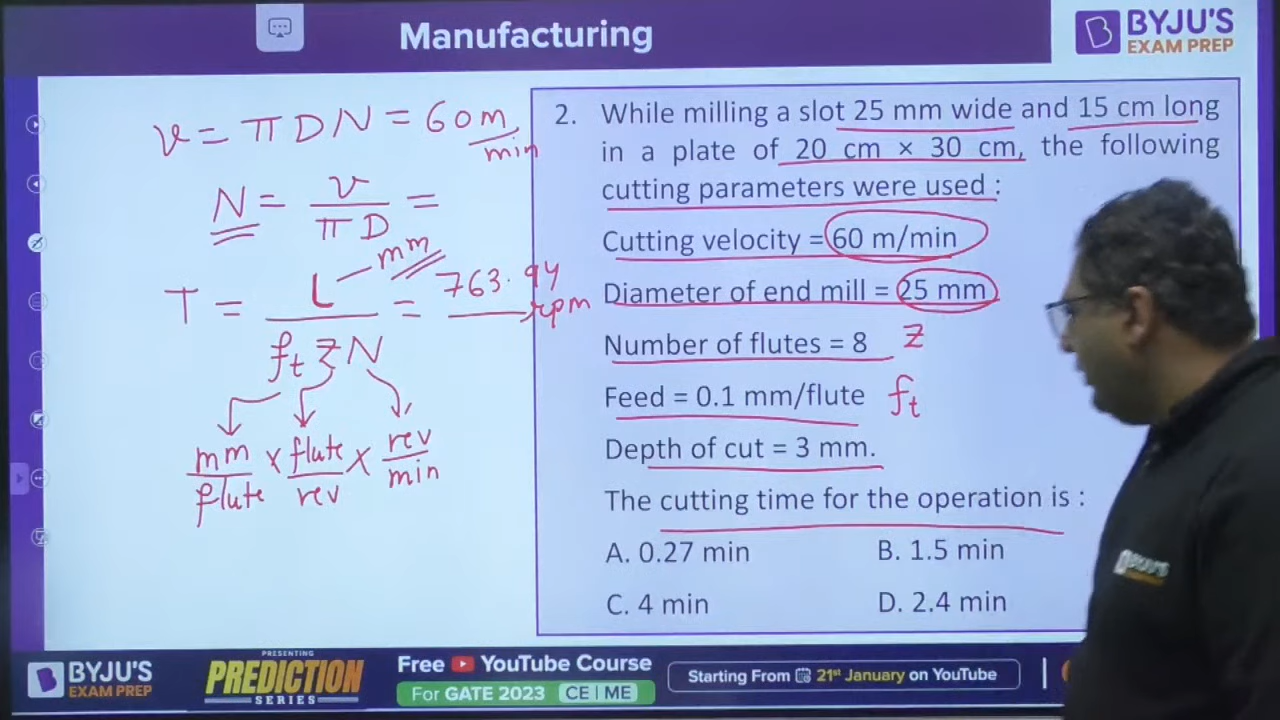 Manufacturing
BYJU'S
EXAM PREP
v = π D N = 60 m/min
N = v/π D =
T = L/f_t z N = 763.94 rpm
mm
mm/flute × flute/rev × rev/min
2. While milling a slot 25 mm wide and 15 cm long
in a plate of 20 cm × 30 cm, the following
cutting parameters were used :
Cutting velocity = 60 m/min
Diameter of end mill = 25 mm
Number of flutes = 8 z
Feed = 0.1 mm/flute f_t
Depth of cut = 3 mm.
The cutting time for the operation is :
A. 0.27 min B. 1.5 min
C. 4 min D. 2.4 min
BYJU'S
BYJU'S
EXAM PREP
PRESENTING
PREDICTION
SERIES
Free YouTube Course
For GATE 2023 CE | ME
Starting From 21st January on YouTube